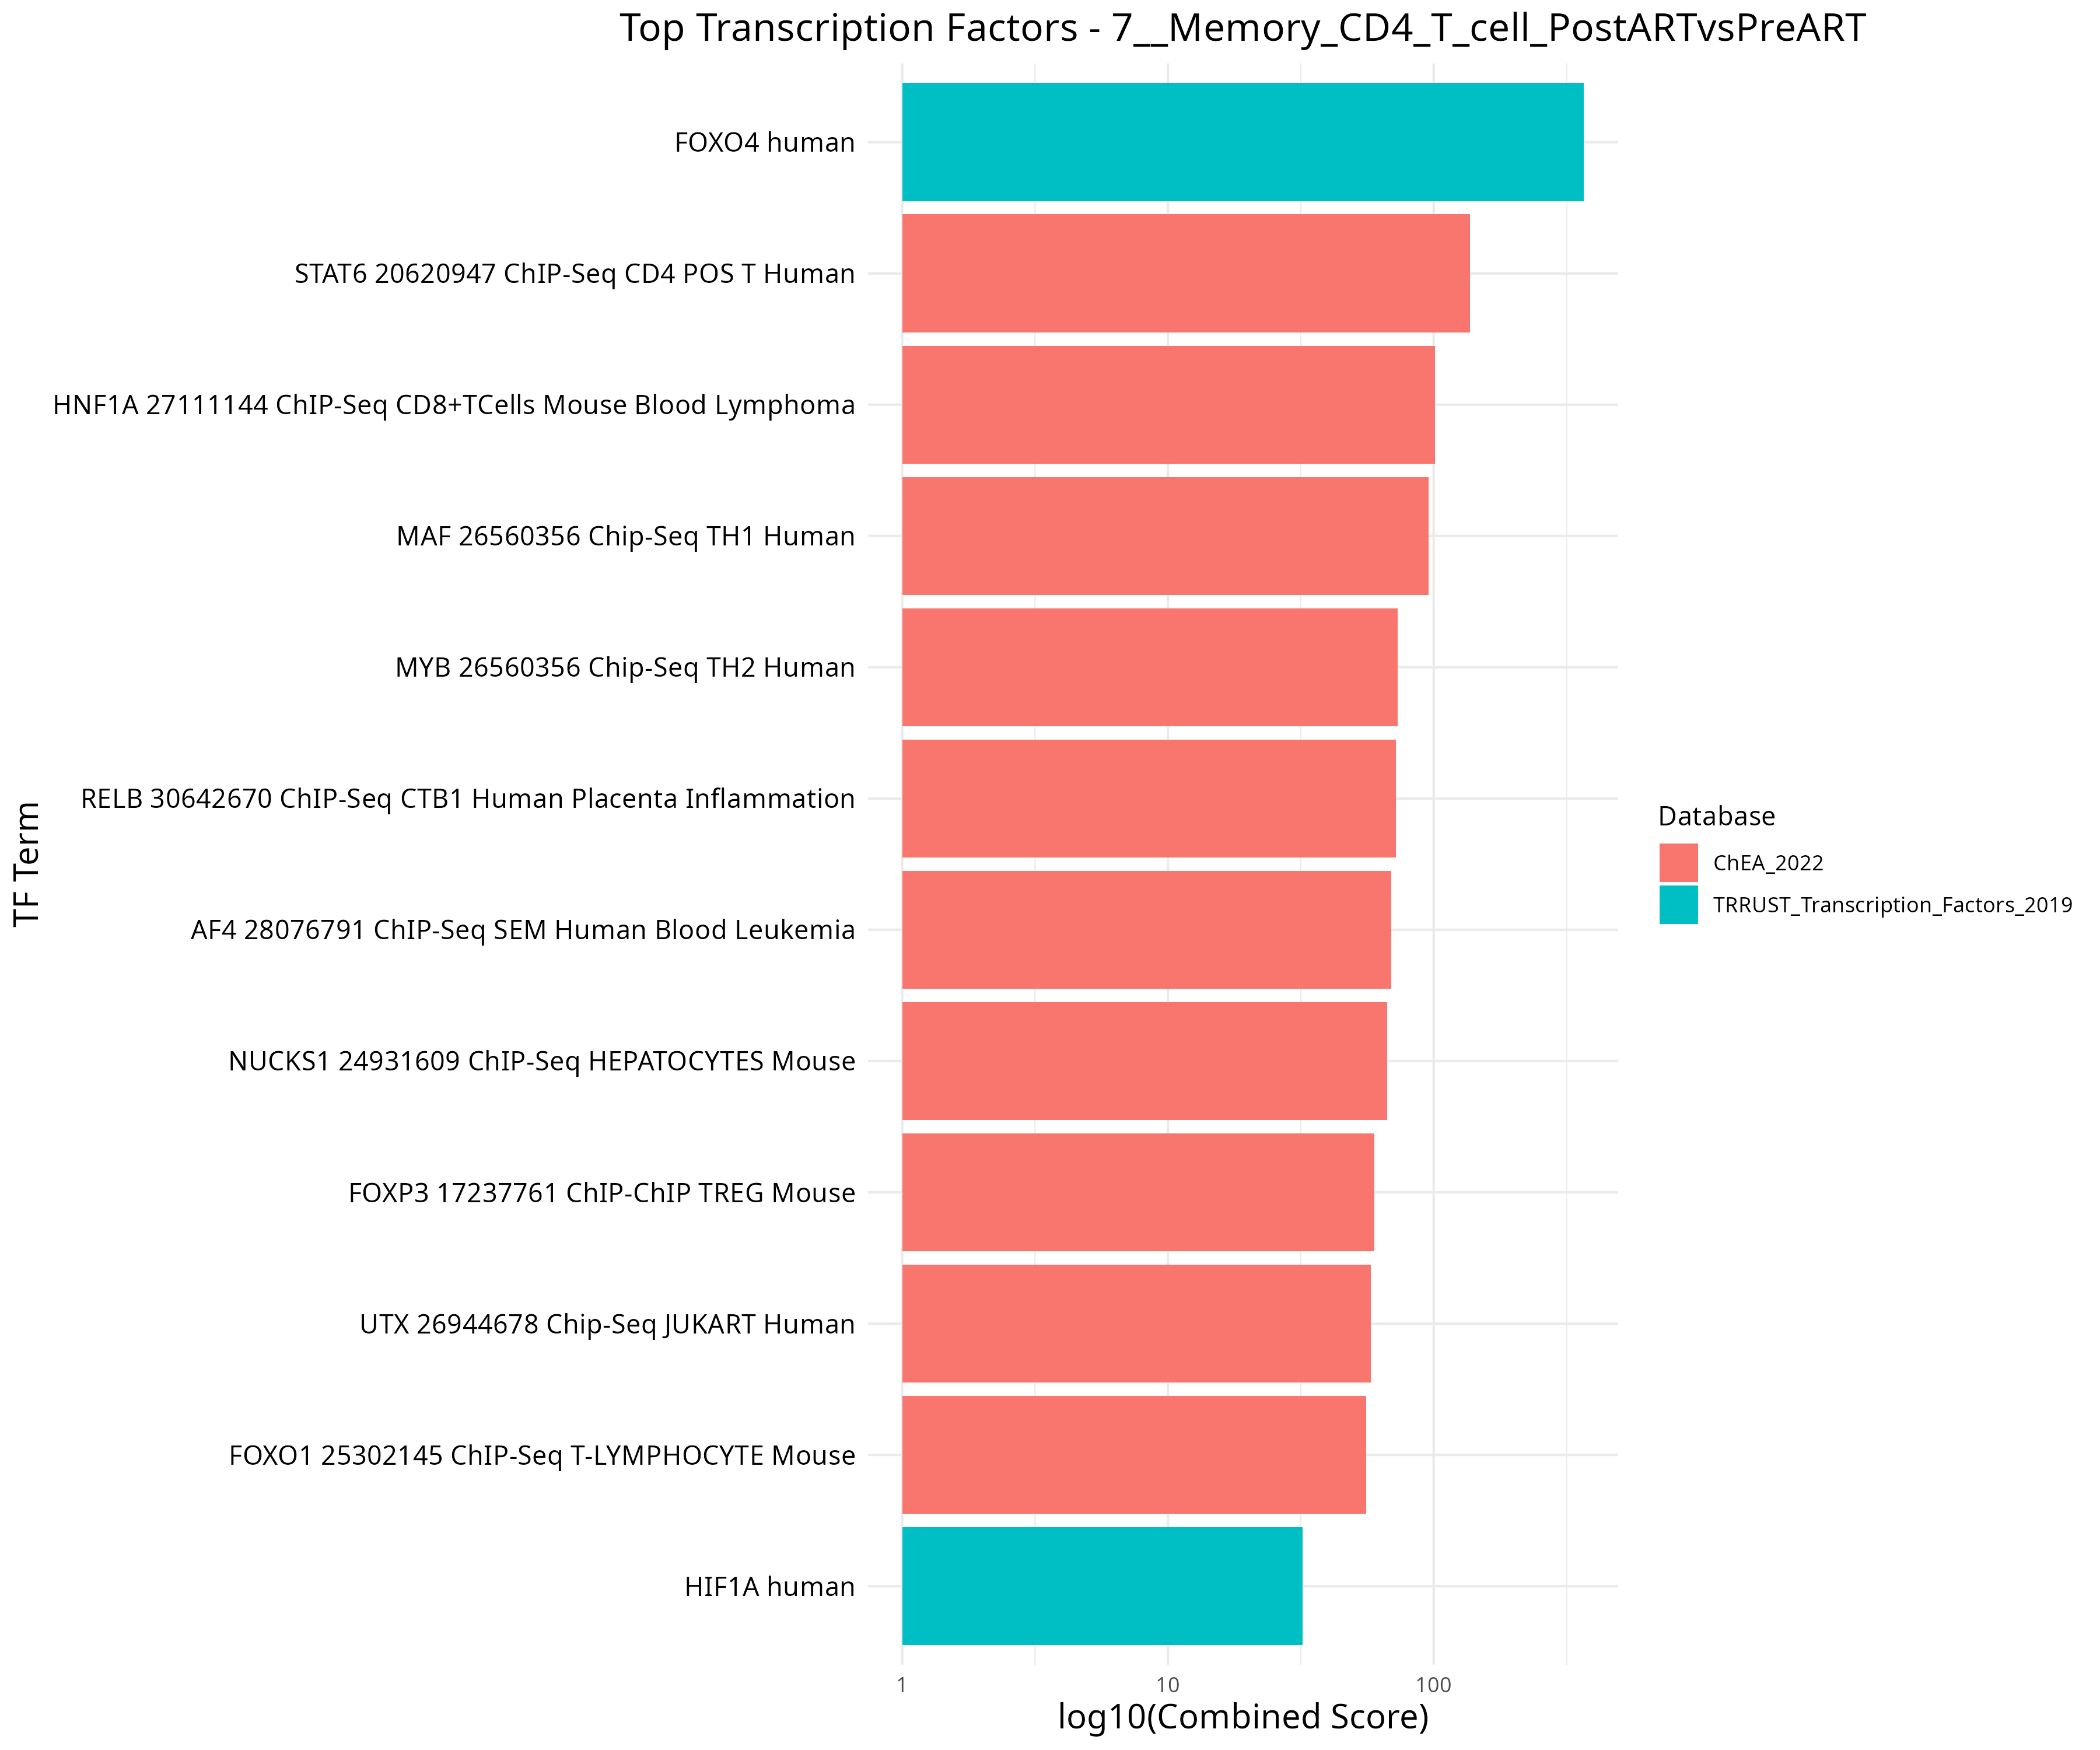 Top Transcription Factors - 7__Memory_CD4_T_cell_PostARTvsPreART
TF Term
FOXO4 human
STAT6 20620947 ChIP-Seq CD4 POS T Human
HNF1A 27111144 ChIP-Seq CD8+TCells Mouse Blood Lymphoma
MAF 26560356 Chip-Seq TH1 Human
MYB 26560356 Chip-Seq TH2 Human
RELB 30642670 ChIP-Seq CTB1 Human Placenta Inflammation
AF4 28076791 ChIP-Seq SEM Human Blood Leukemia
NUCKS1 24931609 ChIP-Seq HEPATOCYTES Mouse
FOXP3 17237761 ChIP-ChIP TREG Mouse
UTX 26944678 Chip-Seq JUKART Human
FOXO1 25302145 ChIP-Seq T-LYMPHOCYTE Mouse
HIF1A human
1 10 100
log10(Combined Score)
Database
ChEA_2022
TRRUST_Transcription_Factors_2019